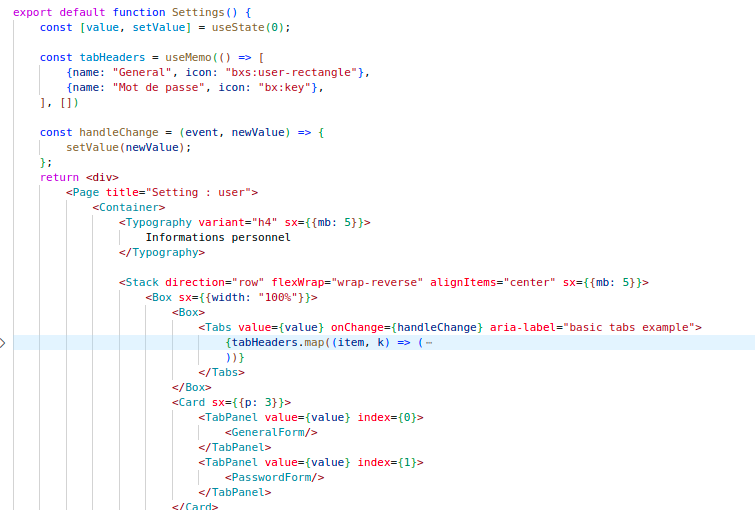 export default function Settings() {
const [value, setValue] = useState(0);
const tabHeaders = useMemo(() => [
{name: "General", icon: "bxs:user-rectangle"},
{name: "Mot de passe", icon: "bx:key"},
], [])
const handleChange = (event, newValue) => {
setValue(newValue);
};
return <div>
<Page title="Setting : user">
<Container>
<Typography variant="h4" sx={{mb: 5}}>
Informations personnel
</Typography>
<Stack direction="row" flexWrap="wrap-reverse" alignItems="center" sx={{mb: 5}}>
<Box sx={{width: "100%"}}>
<Box>
<Tabs value={value} onChange={handleChange} aria-label="basic tabs example">
{tabHeaders.map((item, k) => (⋯
))}
</Tabs>
</Box>
<Card sx={{p: 3}}>
<TabPanel value={value} index={0}>
<GeneralForm/>
</TabPanel>
<TabPanel value={value} index={1}>
<PasswordForm/>
</TabPanel>
</Card>